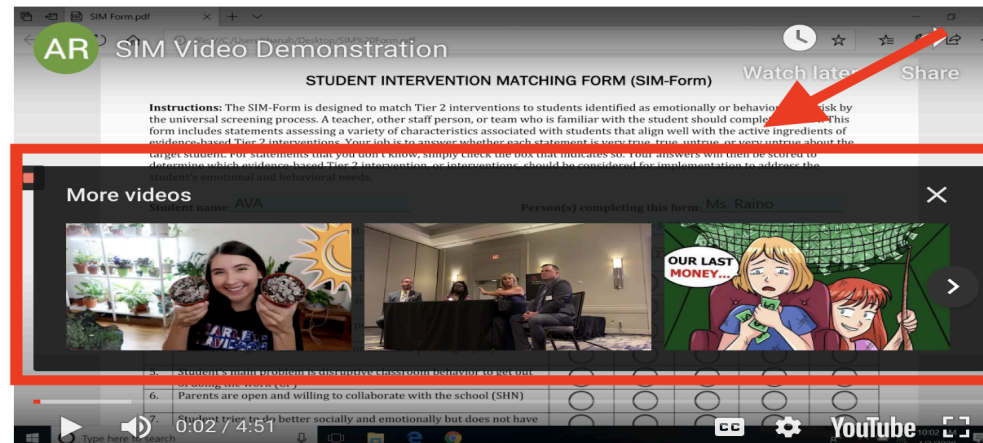 SIM Form.pdf
AR SIM Video Demonstration
Watch later Share
STUDENT INTERVENTION MATCHING FORM (SIM-Form)
Instructions: The SIM-Form is designed to match Tier 2 interventions to students identified as emotionally or behavio risk by
the universal screening process. A teacher, other staff person, or team who is familiar with the student should comple This
form includes statements assessing a variety of characteristics associated with students that align well with the active ingredients of
evidence-based Tier 2 interventions. Your job is to answer whether each statement is very true, true, untrue, or very untrue about the
target student. For statements that you don't know, simply check the box that indicates so. Your answers will then be scored to
determine which evidence-based Tier 2 intervention, or interventions, should be considered for implementation to address the
student's emotional and behavioral needs.
More videos
Student name: AVA Person(s) completing this form: Ms. Raino
HARLEY
OUR LAST
MONEY...
5. Student's main problem is disruptive classroom behavior to get out
of doing the work
6. Parents are open and willing to collaborate with the school (SHN)
7. Student tries to do better socially and emotionally but does not have
0:02 / 4:51
CC YouTube
Type here to search
10:02 AM